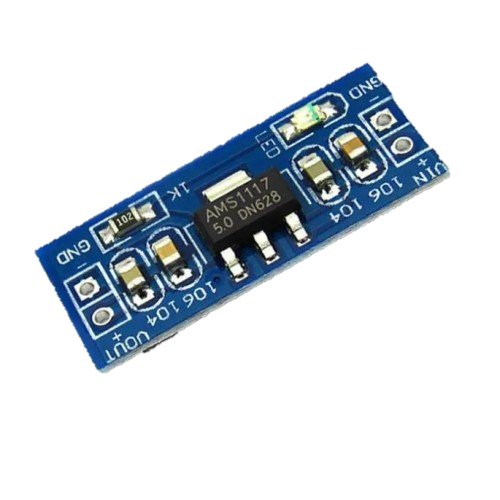 GND
−
+
VIN
106 104
LED
AMS1117
5.0 DN628
1K
102
GND
−
+
VOUT
106 104